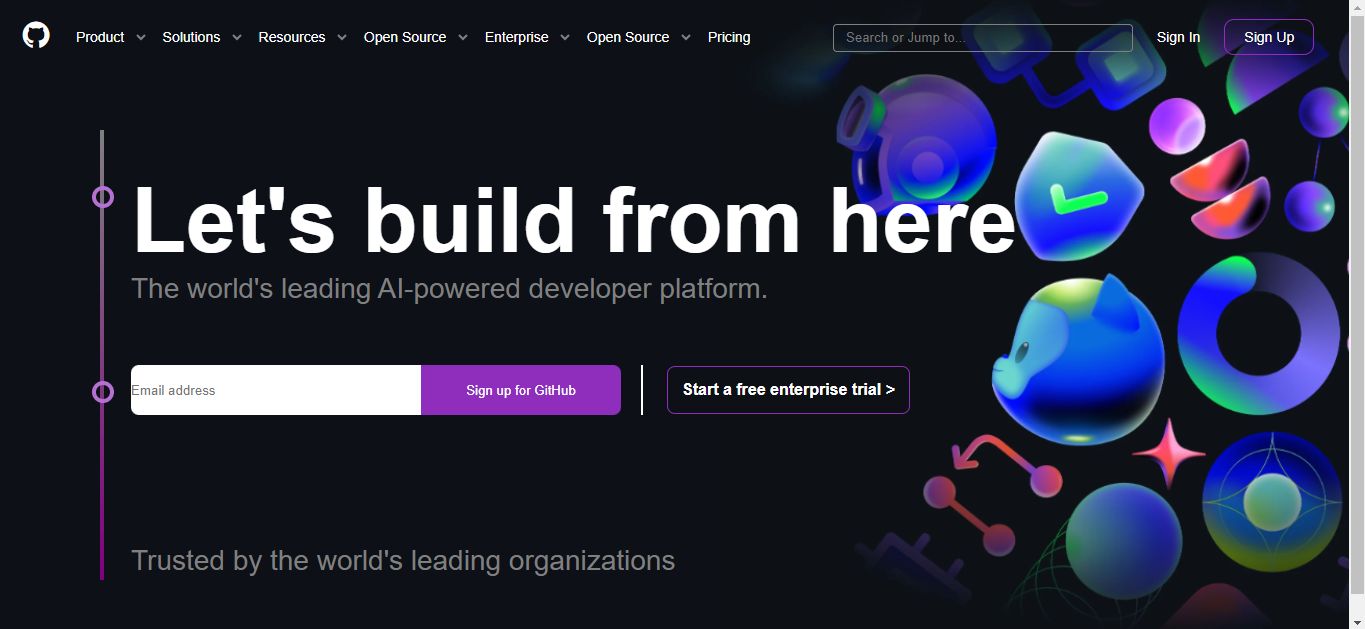 Product Solutions Resources Open Source Enterprise Open Source Pricing Search or Jump to... Sign In Sign Up
Let's build from here
The world's leading AI-powered developer platform.
Email address Sign up for GitHub Start a free enterprise trial >
Trusted by the world's leading organizations